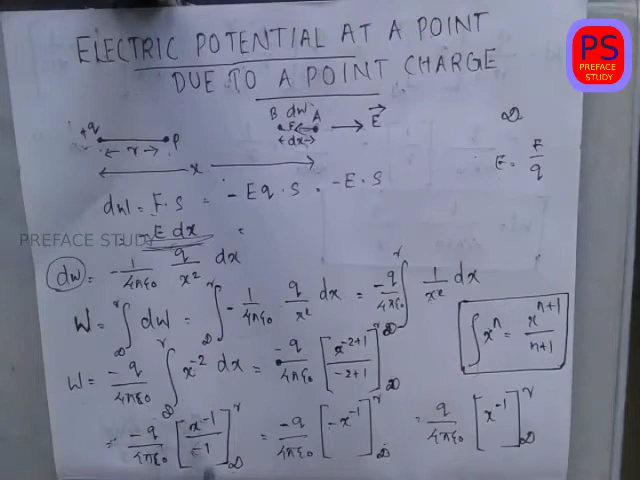 ELECTRIC POTENTIAL AT A POINT
DUE TO A POINT CHARGE
PS
PREFACE
STUDY
B dw A
F
+q ← r → P
← dx →
→ E⃗
∞
← x →
E = F/q
dW = F·S = -Eq·S = -E·S
= -E dx =
PREFACE STUDY
dw = -1/4πε₀ q/x² dx
W = ∫_∞^r dW = ∫_∞^r -1/4πε₀ q/x² dx = -q/4πε₀ ∫_∞^r 1/x² dx
∫xⁿ = xⁿ⁺¹/n+1
W = -q/4πε₀ ∫_∞^r x⁻² dx = -q/4πε₀ [x⁻²⁺¹/-2+1]_∞^r
= -q/4πε₀ [x⁻¹/-1]_∞^r = -q/4πε₀ [-x⁻¹]_∞^r = q/4πε₀ [x⁻¹]_∞^r